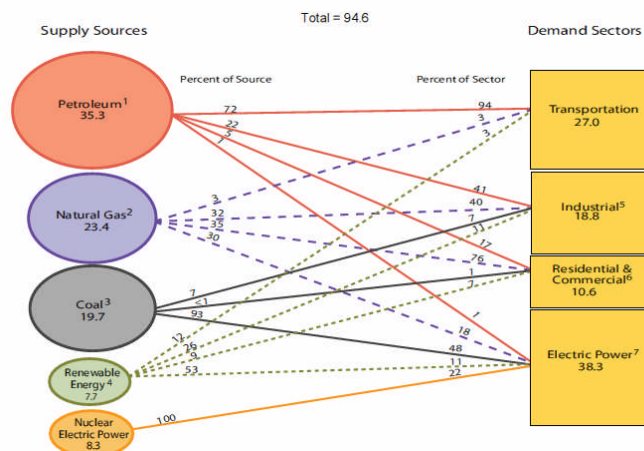 Total = 94.6
Supply Sources
Demand Sectors
Percent of Source
Percent of Sector
Petroleum1
35.3
72
22
5
1
94
3
3
Transportation
27.0
Natural Gas2
23.4
3
32
35
30
41
40
7
11
Industrial5
18.8
Coal3
19.7
7
<1
93
17
76
1
7
Residential &
Commercial6
10.6
Renewable
Energy4
7.7
12
26
9
53
1
18
48
11
22
Electric Power7
38.3
Nuclear
Electric Power
8.3
100